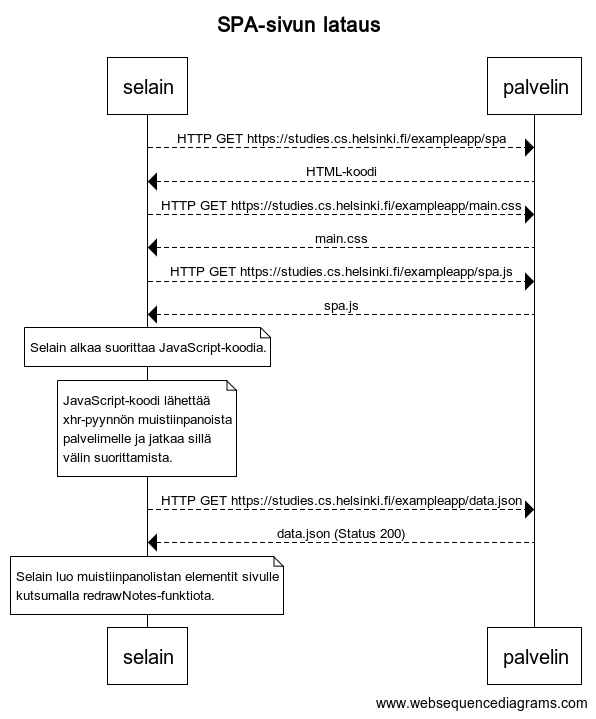 SPA-sivun lataus
selain
palvelin
HTTP GET https://studies.cs.helsinki.fi/exampleapp/spa
HTML-koodi
HTTP GET https://studies.cs.helsinki.fi/exampleapp/main.css
main.css
HTTP GET https://studies.cs.helsinki.fi/exampleapp/spa.js
spa.js
Selain alkaa suorittaa JavaScript-koodia.
JavaScript-koodi lähettää
xhr-pyynnön muistiinpanoista
palvelimelle ja jatkaa sillä
välin suorittamista.
HTTP GET https://studies.cs.helsinki.fi/exampleapp/data.json
data.json (Status 200)
Selain luo muistiinpanolistan elementit sivulle
kutsumalla redrawNotes-funktiota.
selain
palvelin
www.websequencediagrams.com